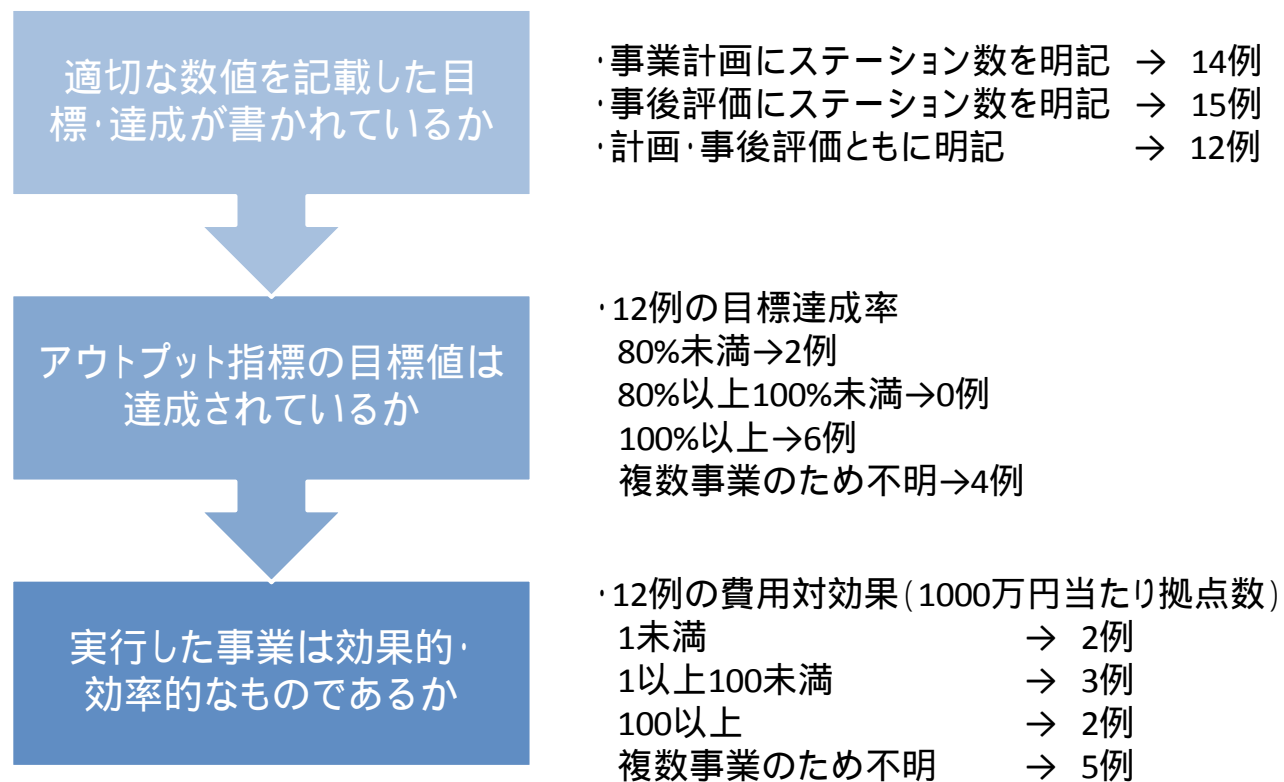 適切な数値を記載した目
標・達成が書かれているか
・事業計画にステーション数を明記 → 14例
・事後評価にステーション数を明記 → 15例
・計画・事後評価ともに明記 → 12例
アウトプット指標の目標値は
達成されているか
・12例の目標達成率
80%未満→2例
80%以上100%未満→0例
100%以上→6例
複数事業のため不明→4例
実行した事業は効果的・
効率的なものであるか
・12例の費用対効果(1000万円当たり拠点数)
1未満 → 2例
1以上100未満 → 3例
100以上 → 2例
複数事業のため不明 → 5例